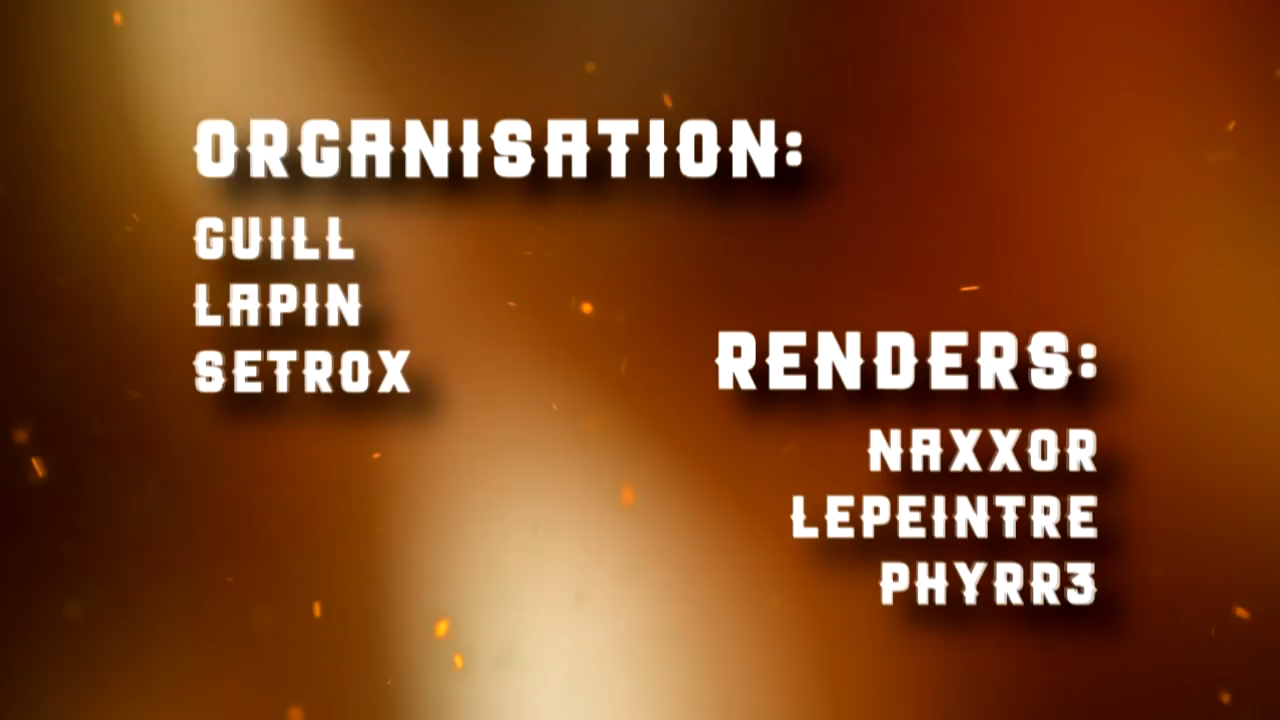 ORGANISATION:
GUILL
LAPIN
SETROX
RENDERS:
NAXXOR
LEPEINTRE
PHYRR3